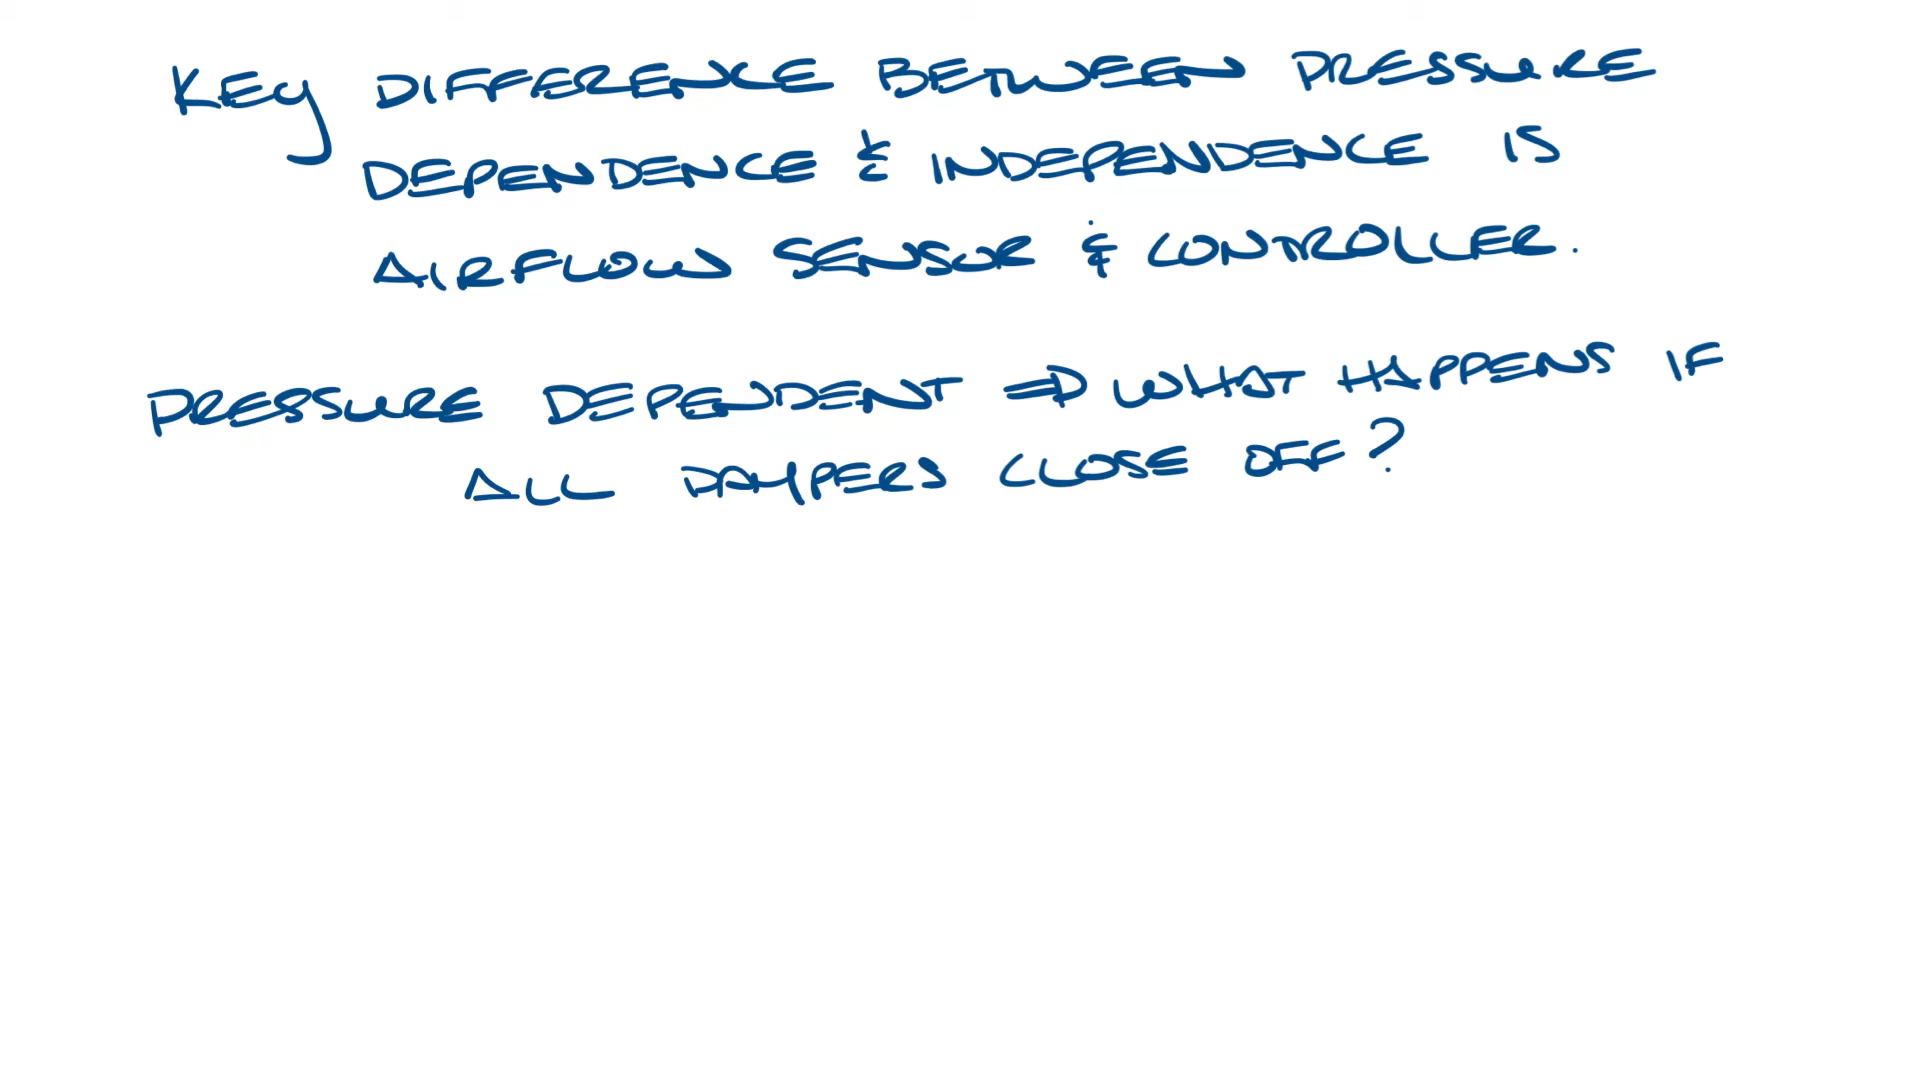 KEY DIFFERENCE BETWEEN PRESSURE
DEPENDENCE & INDEPENDENCE IS
AIRFLOW SENSOR & CONTROLLER.
PRESSURE DEPENDENT ⇒ WHAT HAPPENS IF
ALL DAMPERS CLOSE OFF?